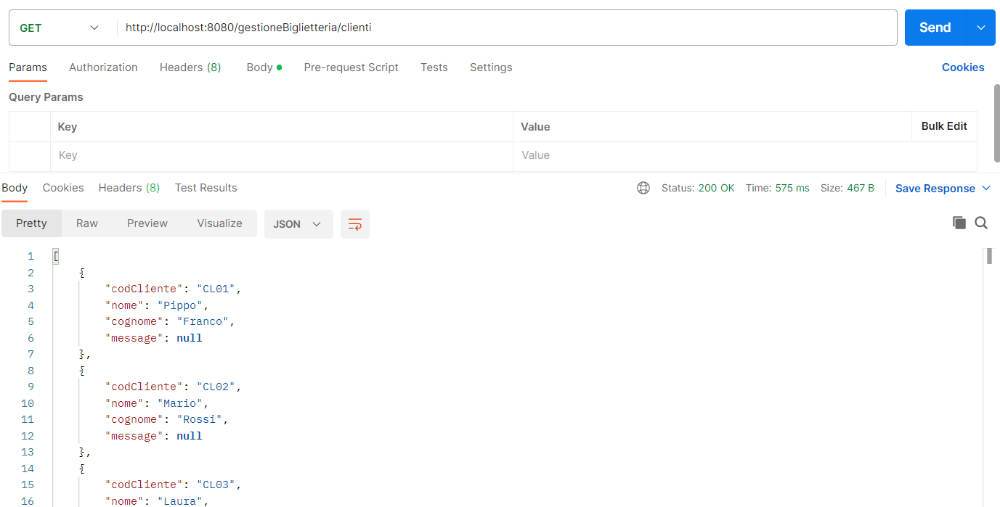 GET http://localhost:8080/gestioneBiglietteria/clienti Send
Params Authorization Headers (8) Body Pre-request Script Tests Settings Cookies
Query Params
Key Value Bulk Edit
Key Value
Body Cookies Headers (8) Test Results Status: 200 OK Time: 575 ms Size: 467 B Save Response
Pretty Raw Preview Visualize JSON
1 [
2 {
3 "codCliente": "CL01",
4 "nome": "Pippo",
5 "cognome": "Franco",
6 "message": null
7 },
8 {
9 "codCliente": "CL02",
10 "nome": "Mario",
11 "cognome": "Rossi",
12 "message": null
13 },
14 {
15 "codCliente": "CL03",
16 "nome": "Laura",